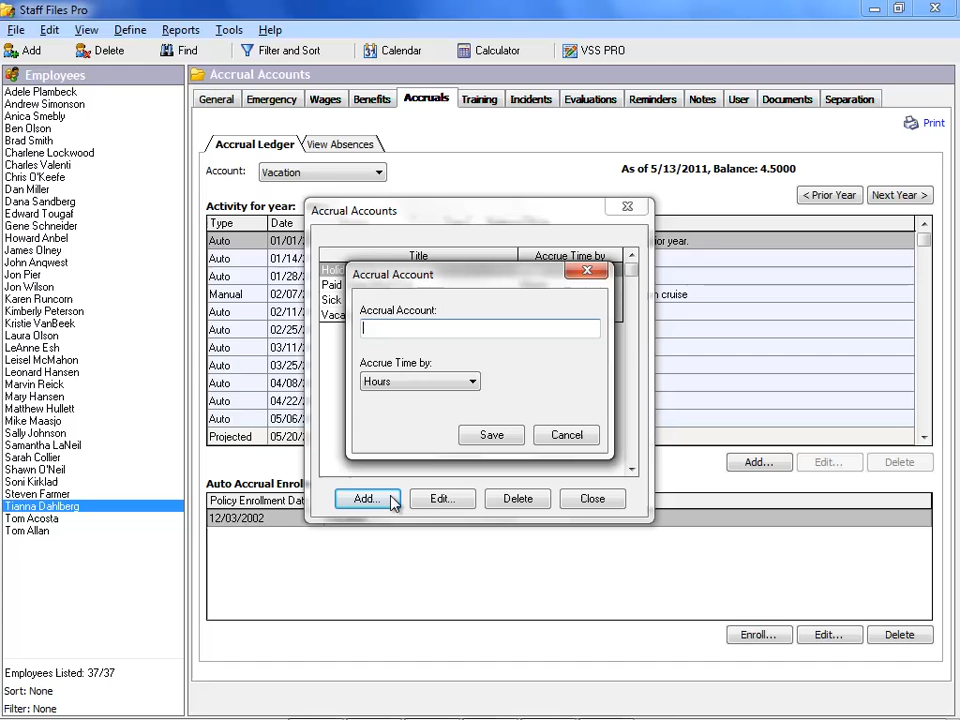 Staff Files Pro
File Edit View Define Reports Tools Help
Add Delete Find Filter and Sort Calendar Calculator VSS PRO
Employees
Adele Plambeck
Andrew Simonson
Anica Smebly
Ben Olson
Brad Smith
Charlene Lockwood
Charles Valenti
Chris O'Keefe
Dan Miller
Dana Sandberg
Edward Tougaf
Gene Schneider
Howard Anbel
James Olney
John Anqwest
Jon Pier
Jon Wilson
Karen Runcorn
Kimberly Peterson
Kristie VanBeek
Laura Olson
Lauren Esh
Leisel McMahon
Leonard Hansen
Marvin Reick
Mary Hansen
Matthew Hullett
Mike Maasjo
Sally Johnson
Samantha LaNeil
Sarah Collier
Shawn O'Neil
Soni Kirklad
Steven Farmer
Tianna Dahlberg
Tom Acosta
Tom Allan
Employees Listed: 37/37
Sort: None
Filter: None
Accrual Accounts
General Emergency Wages Benefits Accruals Training Incidents Evaluations Reminders Notes User Documents Separation
Print
Accrual Ledger View Absences
Account: Vacation
As of 5/13/2011, Balance: 4.5000
< Prior Year Next Year >
Activity for year:
Type Date
Auto 01/01/ or year.
Auto 01/14/
Auto 01/28/
Manual 02/07/ cruise
Auto 02/11/
Auto 02/25/
Auto 03/11/
Auto 03/25/
Auto 04/08/
Auto 04/22/
Auto 05/06/
Projected 05/20/
Add... Edit... Delete
Auto Accrual Enrol
Policy Enrollment Dat
12/03/2002
Enroll... Edit... Delete
Accrual Accounts
Title Accrue Time by
Holi
Paid
Sick
Vaca
Add... Edit... Delete Close
Accrual Account
Accrual Account:
Accrue Time by:
Hours
Save Cancel